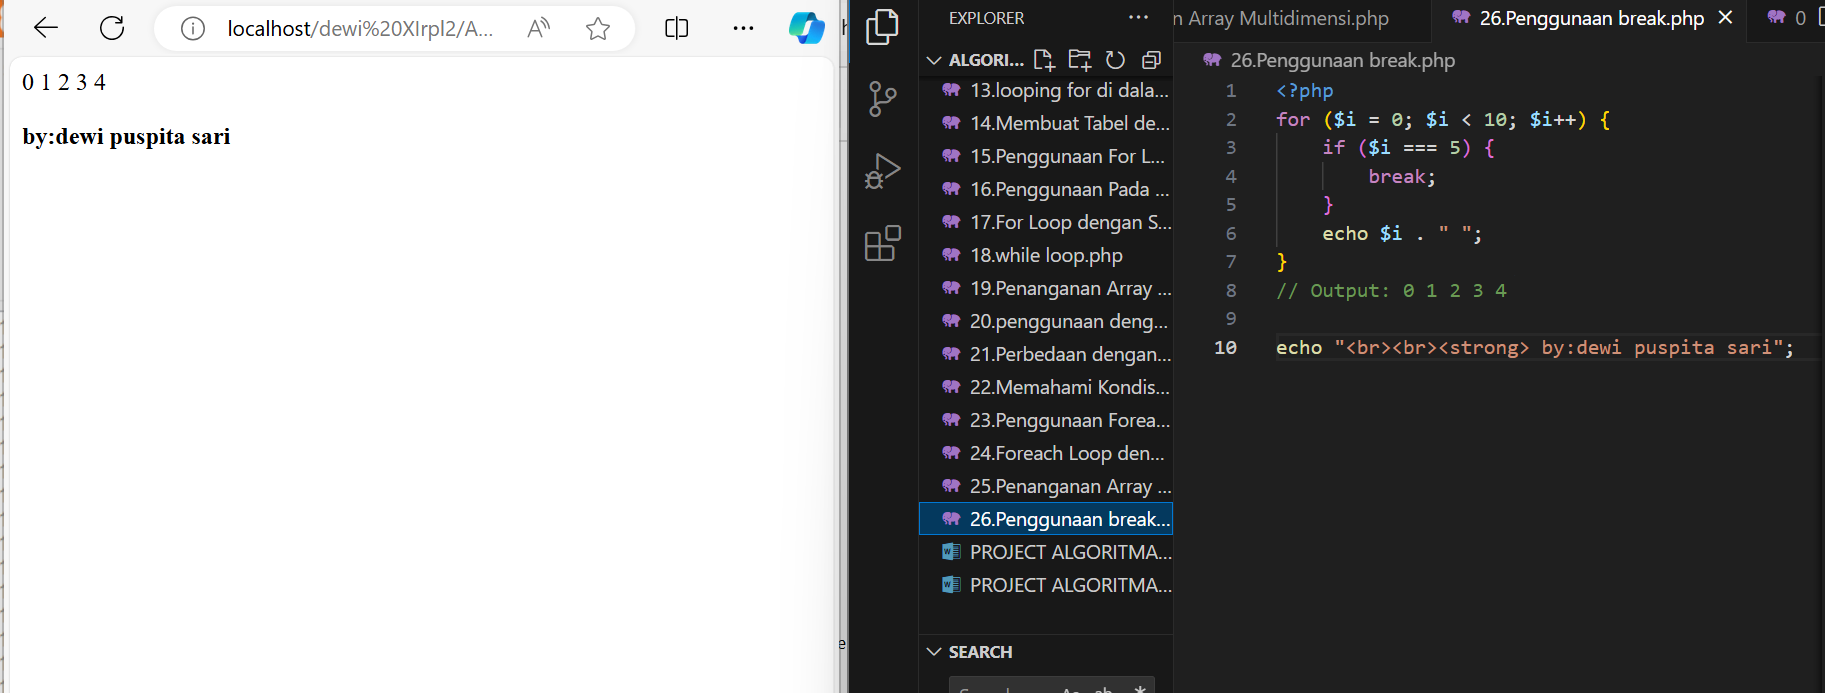 localhost/dewi%20XIrpl2/A...
0 1 2 3 4
by:dewi puspita sari
EXPLORER
ALGORI...
13.looping for di dala...
14.Membuat Tabel de...
15.Penggunaan For L...
16.Penggunaan Pada ...
17.For Loop dengan S...
18.while loop.php
19.Penanganan Array ...
20.penggunaan deng...
21.Perbedaan dengan...
22.Memahami Kondis...
23.Penggunaan Forea...
24.Foreach Loop den...
25.Penanganan Array ...
26.Penggunaan break...
PROJECT ALGORITMA...
PROJECT ALGORITMA...
SEARCH
n Array Multidimensi.php
26.Penggunaan break.php
0
26.Penggunaan break.php
1 <?php
2 for ($i = 0; $i < 10; $i++) {
3 if ($i === 5) {
4 break;
5 }
6 echo $i . " ";
7 }
8 // Output: 0 1 2 3 4
9
10 echo "<br><br><strong> by:dewi puspita sari";